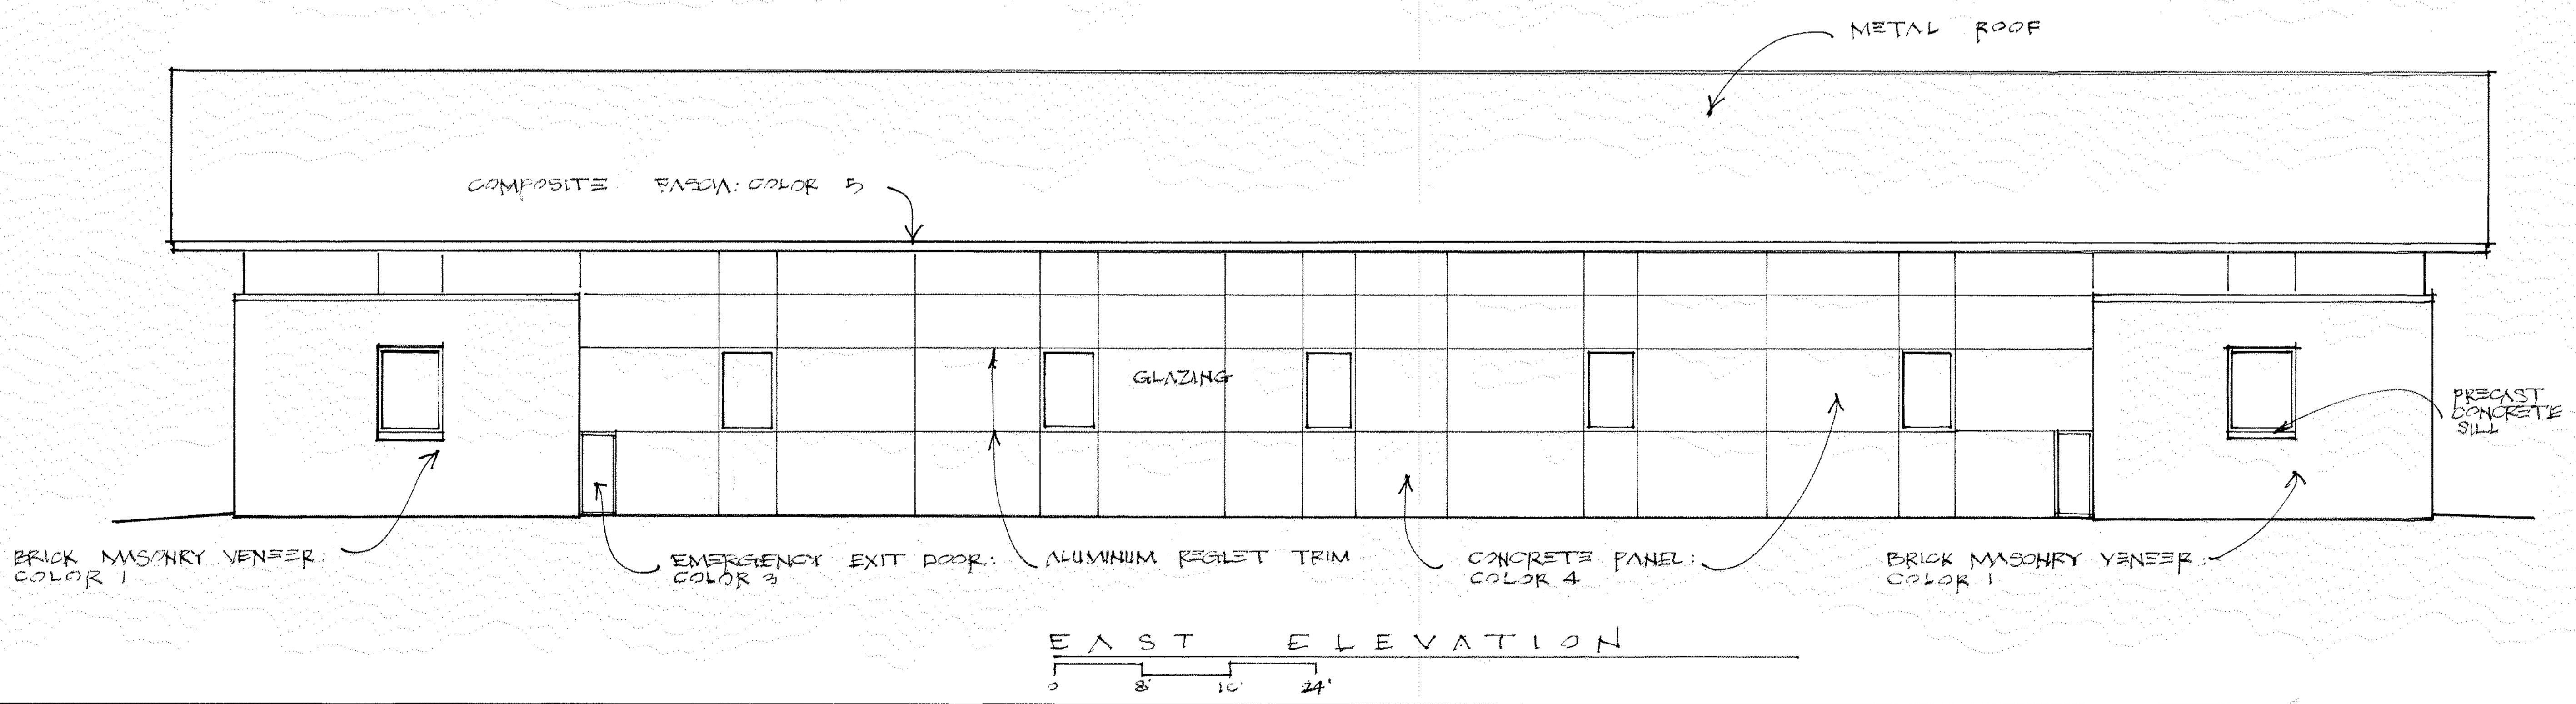 METAL ROOF
COMPOSITE FASCIA: COLOR 5
GLAZING
PRECAST
CONCRETE
SILL
BRICK MASONRY VENEER:
COLOR 1
EMERGENCY EXIT DOOR:
COLOR 3
ALUMINUM REGLET TRIM
CONCRETE PANEL:
COLOR 4
BRICK MASONRY VENEER:
COLOR 1
EAST ELEVATION
0 8' 16' 24'